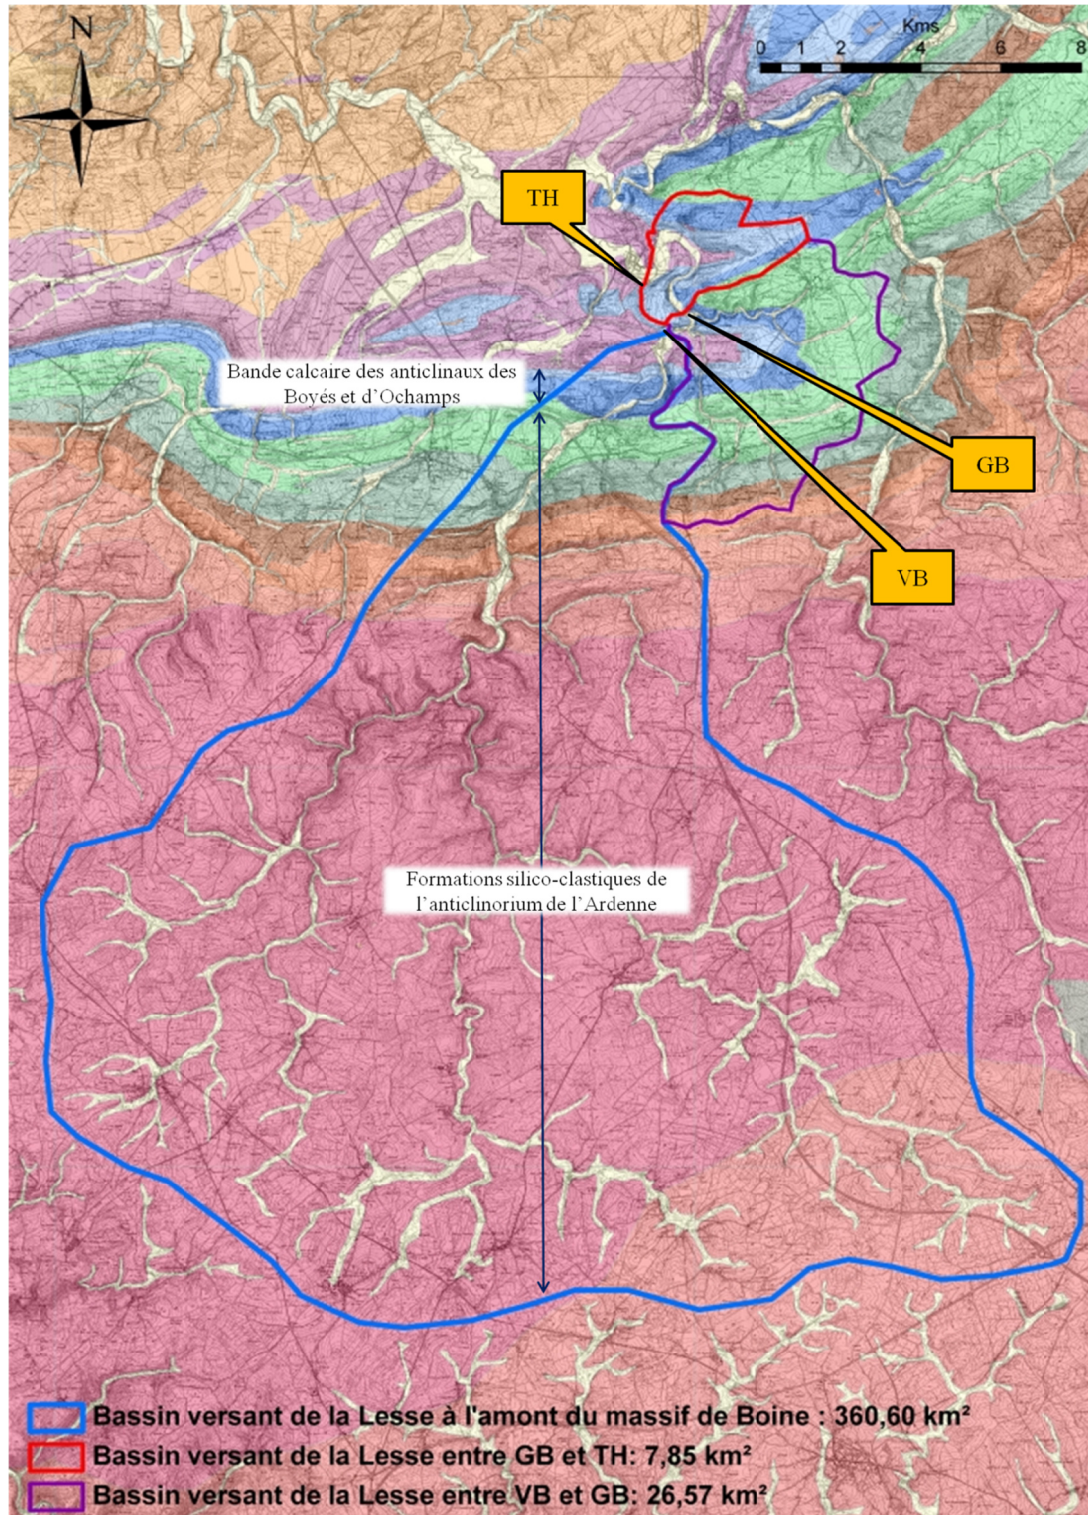 N
Kms
0 1 2 4 6 8
TH
Bande calcaire des anticlinaux des
Boyés et d’Ochamps
GB
VB
Formations silico-clastiques de
l’anticlinorium de l’Ardenne
Bassin versant de la Lesse à l'amont du massif de Boine : 360,60 km²
Bassin versant de la Lesse entre GB et TH: 7,85 km²
Bassin versant de la Lesse entre VB et GB: 26,57 km²